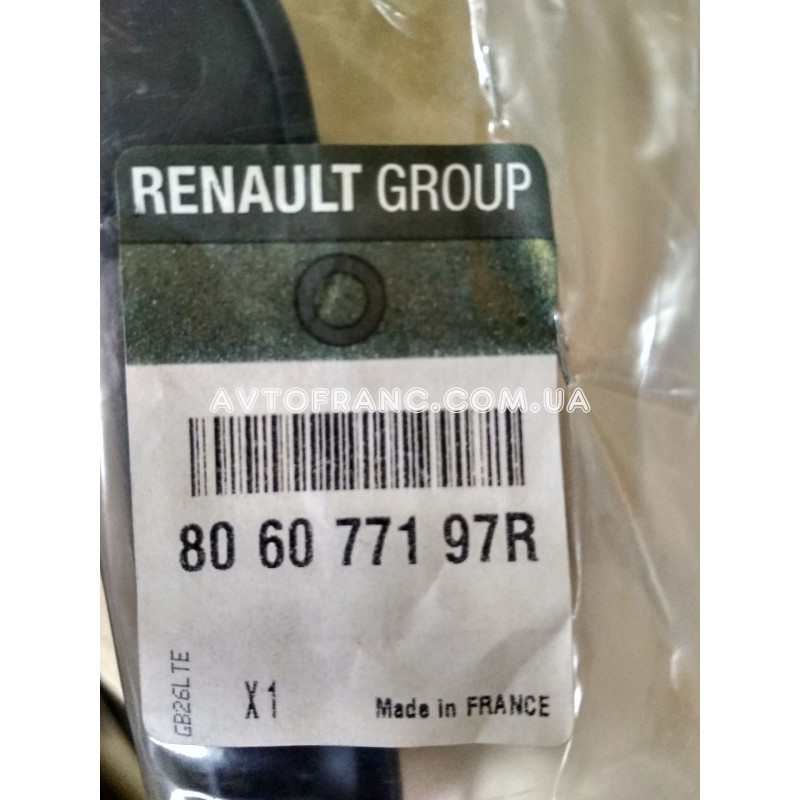 RENAULT GROUP
AVTOFRANC.COM.UA
80 60 771 97R
GB26LTE
X1
Made in FRANCE